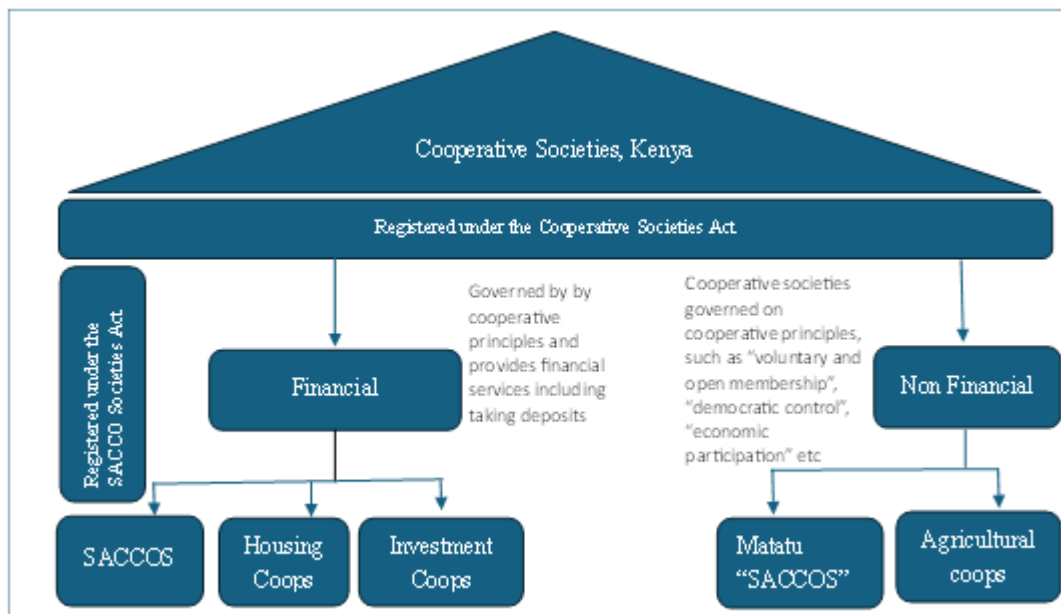 Cooperative Societies, Kenya
Registered under the Cooperative Societies Act
Registered under the
SACCO Societies Act
Governed by by
cooperative
principles and
provides financial
services including
taking deposits
Cooperative societies
governed on
cooperative principles,
such as “voluntary and
open membership”,
“democratic control”,
“economic
participation” etc
Financial
Non Financial
SACCOS
Housing
Coops
Investment
Coops
Matatu
“SACCOS”
Agricultural
coops